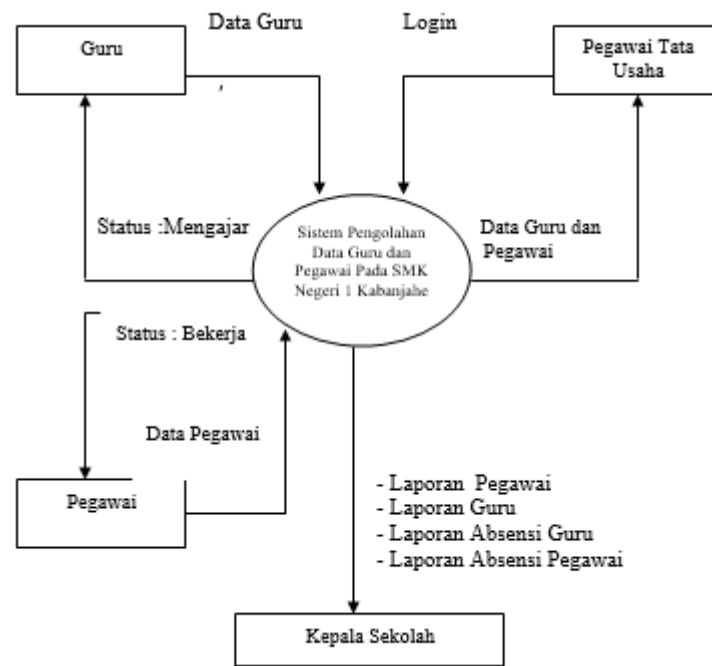 Data Guru
Login
Guru
Pegawai Tata
Usaha
,
Status :Mengajar
Sistem Pengolahan
Data Guru dan
Pegawai Pada SMK
Negeri 1 Kabanjahe
Data Guru dan
Pegawai
Status : Bekerja
Data Pegawai
Pegawai
- Laporan Pegawai
- Laporan Guru
- Laporan Absensi Guru
- Laporan Absensi Pegawai
Kepala Sekolah